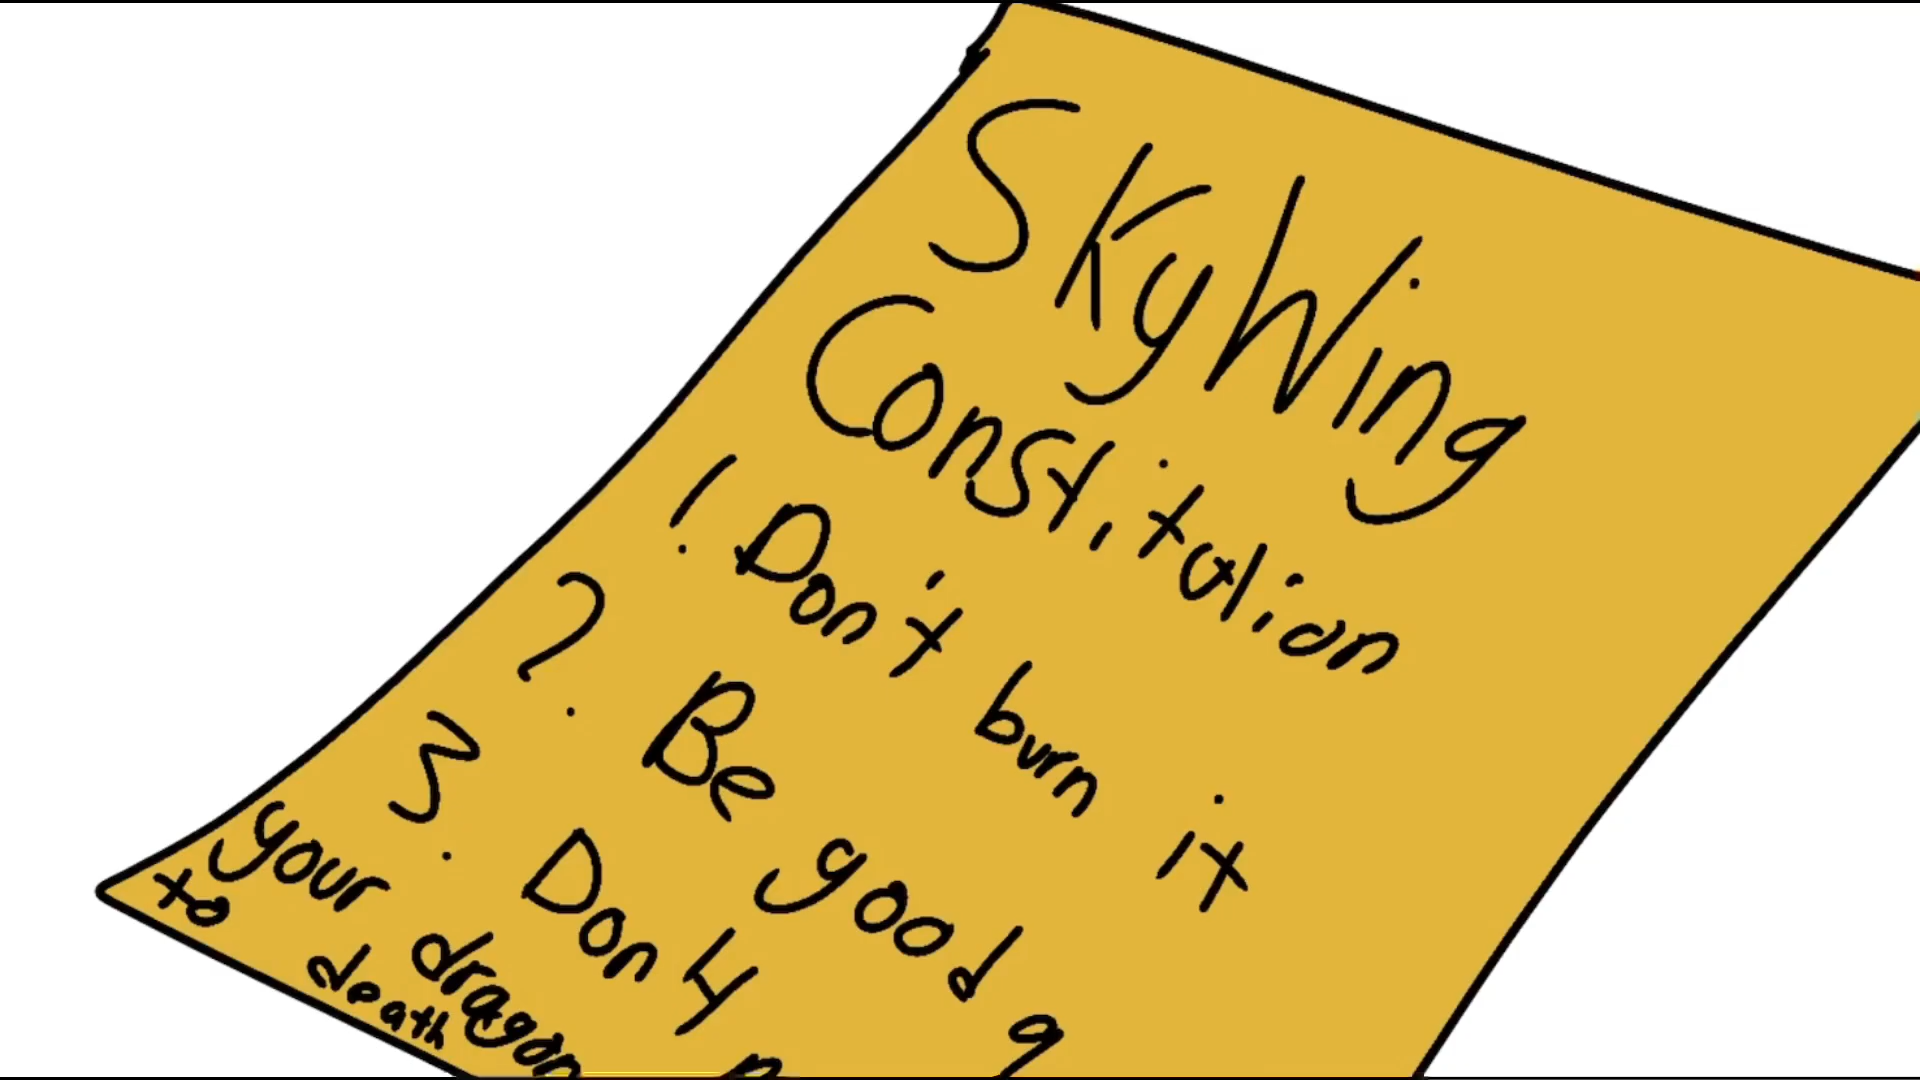 SkyWing
Constitution
1. Don't burn it
2. Be good
3. Don't
your dragon
to death